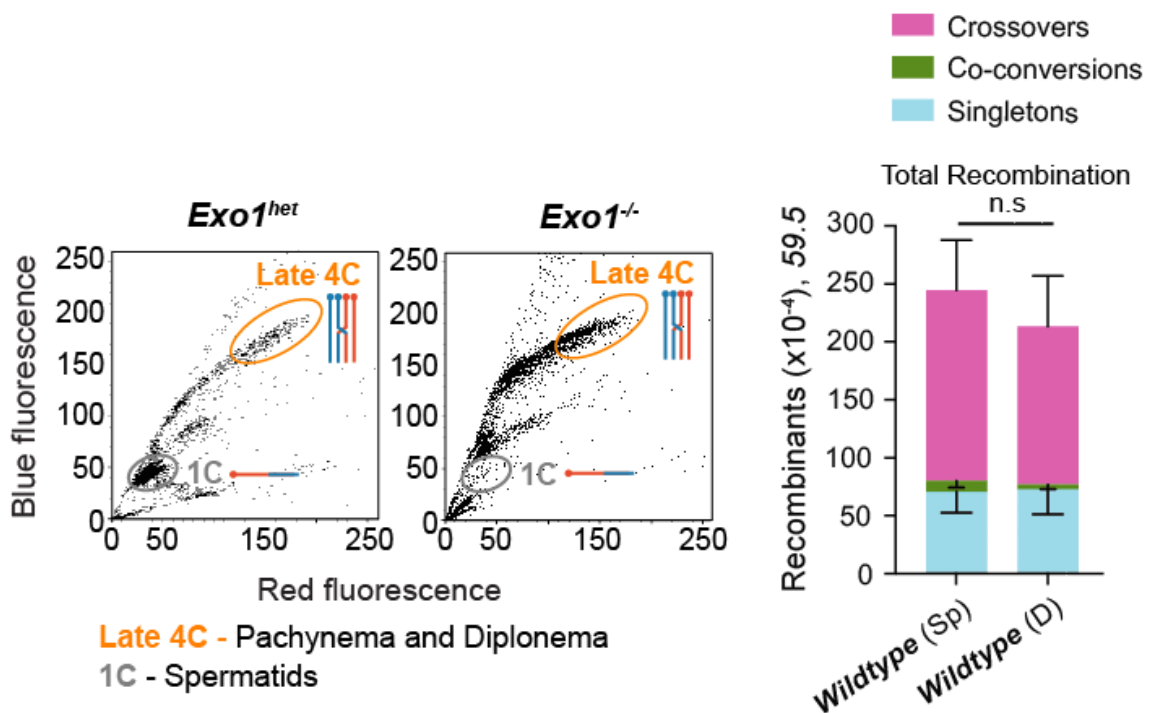 Crossovers
Co-conversions
Singletons
Exo1het
Exo1-/-
Blue fluorescence
250
200
150
100
50
0
0
50
150
250
Late 4C
1C
250
200
150
100
50
0
0
50
150
250
Late 4C
1C
Red fluorescence
Late 4C - Pachynema and Diplonema
1C - Spermatids
Total Recombination
n.s
Recombinants (x10-4), 59.5
300
250
200
150
100
50
0
Wildtype (Sp)
Wildtype (D)